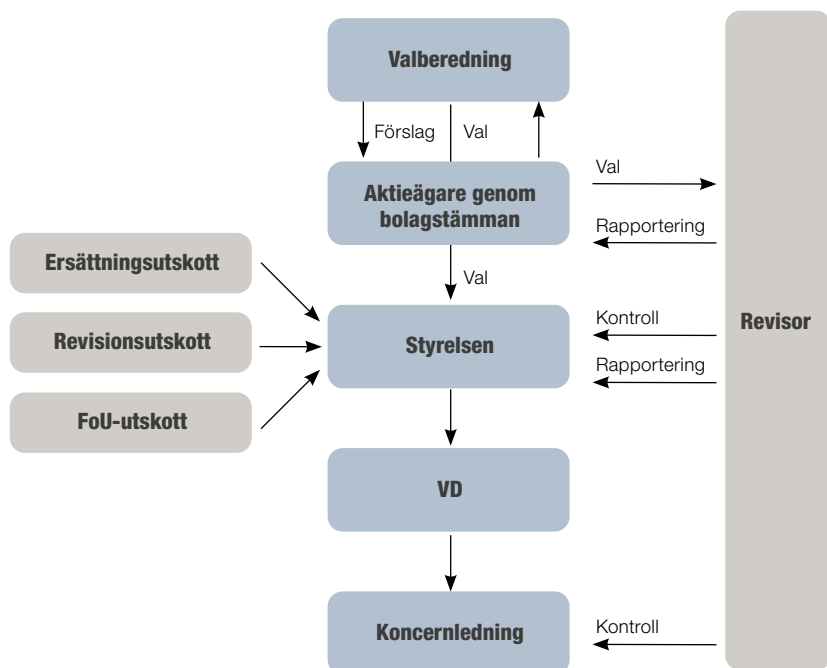 Valberedning
Förslag
Val
Aktieägare genom
bolagstämman
Val
Rapportering
Val
Ersättningsutskott
Revisionsutskott
FoU-utskott
Styrelsen
Kontroll
Rapportering
Revisor
VD
Koncernledning
Kontroll